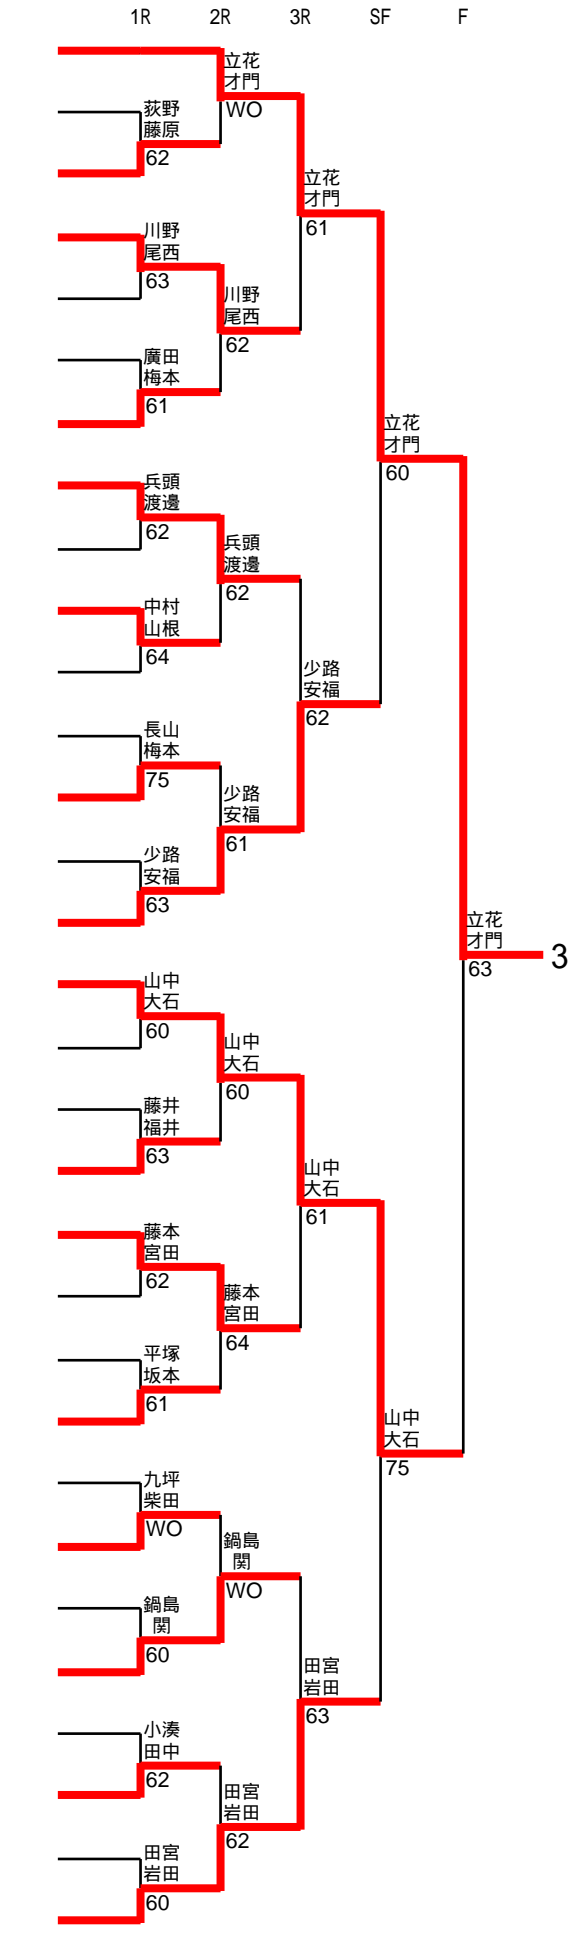 1R 2R 3R SF F
立花
才門
WO
荻野
藤原
62
立花
才門
61
川野
尾西
63
川野
尾西
62
廣田
梅本
61
立花
才門
60
兵頭
渡邊
62
兵頭
渡邊
62
中村
山根
64
少路
安福
62
長山
梅本
75
少路
安福
61
少路
安福
63
立花
才門
63
3
山中
大石
60
山中
大石
60
藤井
福井
63
山中
大石
61
藤本
宮田
62
藤本
宮田
64
平塚
坂本
61
山中
大石
75
九坪
柴田
WO
鍋島
関
WO
鍋島
関
60
田宮
岩田
63
小湊
田中
62
田宮
岩田
62
田宮
岩田
60